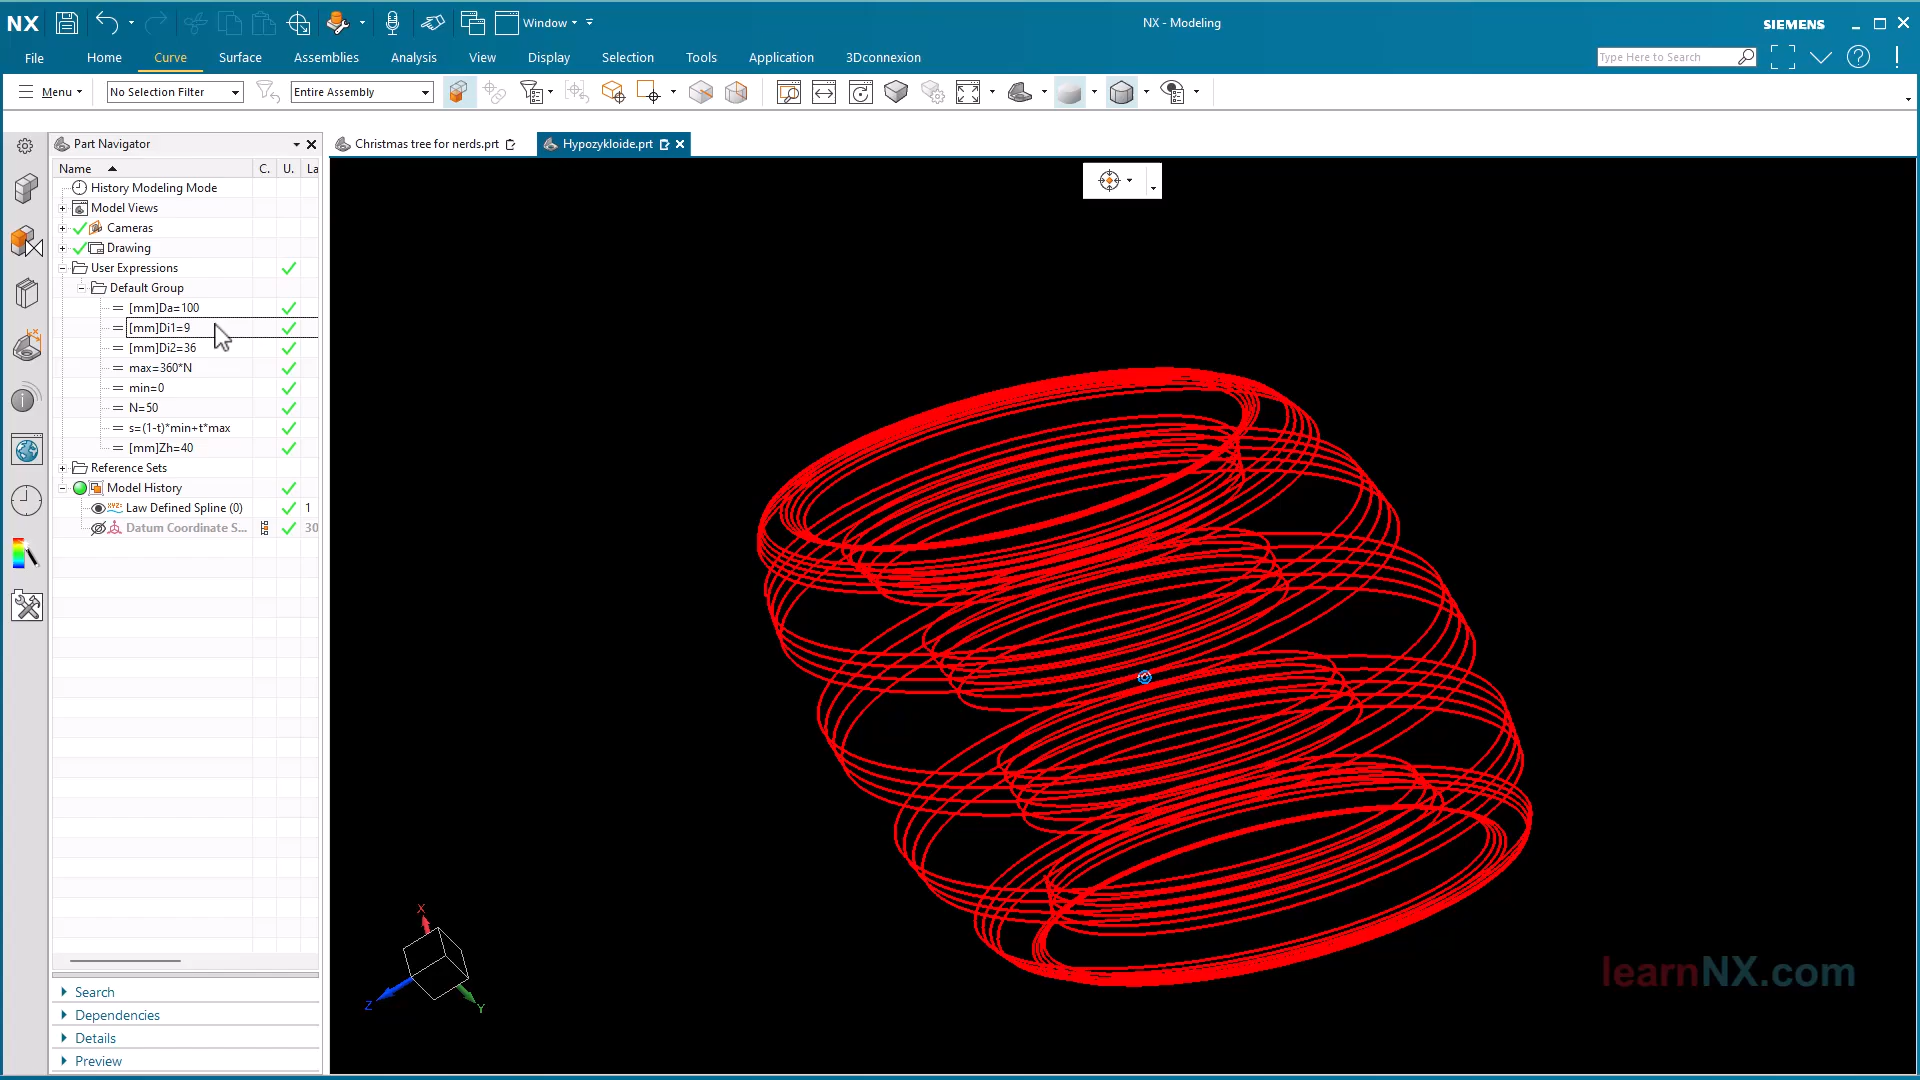 NX
Window
NX - Modeling
SIEMENS
File
Home
Curve
Surface
Assemblies
Analysis
View
Display
Selection
Tools
Application
3Dconnexion
Type Here to Search
Menu
No Selection Filter
Entire Assembly
Part Navigator
Christmas tree for nerds.prt
Hypozykloide.prt
Name
C.
U.
La
History Modeling Mode
Model Views
Cameras
Drawing
User Expressions
Default Group
[mm]Da=100
[mm]Di1=9
[mm]Di2=36
max=360*N
min=0
N=50
s=(1-t)*min+t*max
[mm]Zh=40
Reference Sets
Model History
Law Defined Spline (0)
1
Datum Coordinate S...
30
X
Z
Y
learnNX.com
Search
Dependencies
Details
Preview